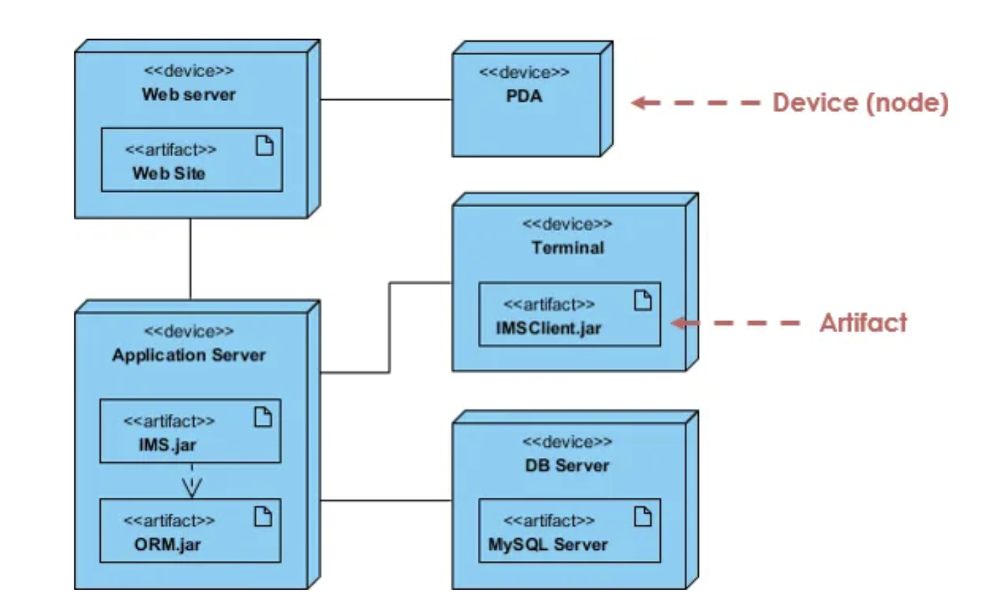 <<device>>
Web server
<<artifact>>
Web Site
<<device>>
PDA
Device (node)
<<device>>
Terminal
<<artifact>>
IMSClient.jar
Artifact
<<device>>
Application Server
<<artifact>>
IMS.jar
<<artifact>>
ORM.jar
<<device>>
DB Server
<<artifact>>
MySQL Server